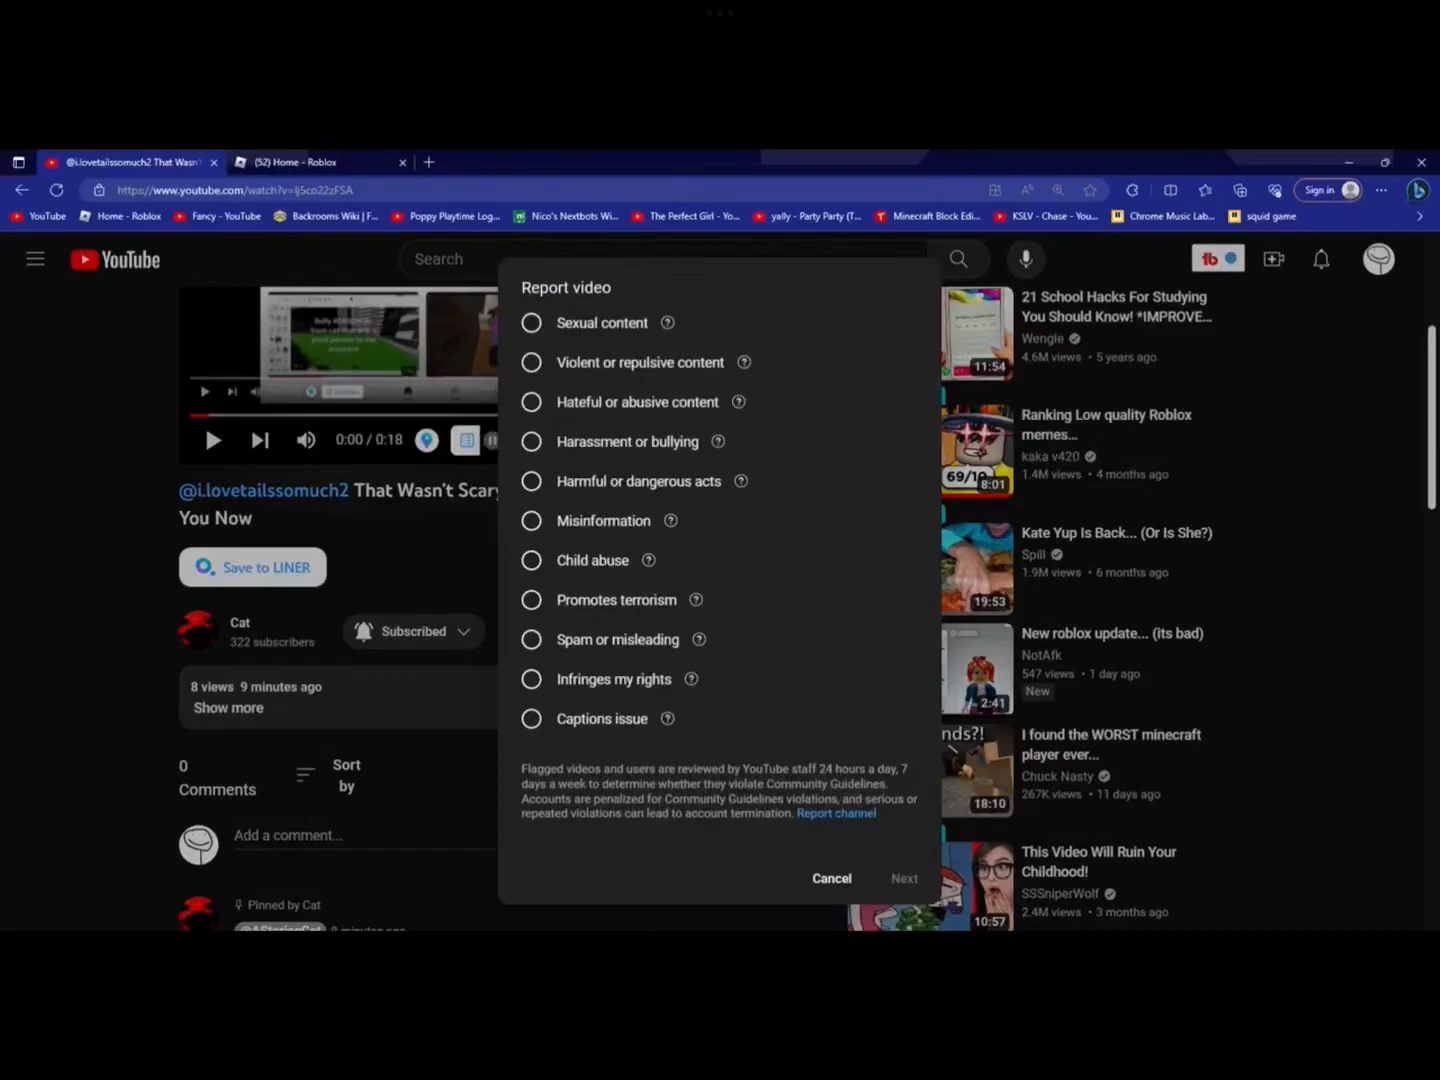 @i.lovetailssomuch2 That Wasn'
(52) Home - Roblox
https://www.youtube.com/watch?v=Ij5co22zFSA
Sign in
YouTube
Home - Roblox
Fancy - YouTube
Backrooms Wiki | F...
Poppy Playtime Log...
Nico's Nextbots Wi...
The Perfect Girl - Yo...
yally - Party Party (T...
Minecraft Block Edi...
KSLV - Chase - You...
Chrome Music Lab...
squid game
YouTube
Search
tb
0:00 / 0:18
@i.lovetailssomuch2 That Wasn't Scary
You Now
Save to LINER
Cat
322 subscribers
Subscribed
8 views 9 minutes ago
Show more
0
Comments
Sort
by
Add a comment...
Pinned by Cat
Report video
Sexual content
Violent or repulsive content
Hateful or abusive content
Harassment or bullying
Harmful or dangerous acts
Misinformation
Child abuse
Promotes terrorism
Spam or misleading
Infringes my rights
Captions issue
Flagged videos and users are reviewed by YouTube staff 24 hours a day, 7
days a week to determine whether they violate Community Guidelines.
Accounts are penalized for Community Guidelines violations, and serious or
repeated violations can lead to account termination. Report channel
Cancel
Next
11:54
21 School Hacks For Studying
You Should Know! *IMPROVE...
Wengie
4.6M views • 5 years ago
69/10
8:01
Ranking Low quality Roblox
memes...
kaka v420
1.4M views • 4 months ago
19:53
Kate Yup Is Back... (Or Is She?)
Spill
1.9M views • 6 months ago
2:41
New roblox update... (its bad)
NotAfk
547 views • 1 day ago
New
nds?!
18:10
I found the WORST minecraft
player ever...
Chuck Nasty
267K views • 11 days ago
10:57
This Video Will Ruin Your
Childhood!
SSSniperWolf
2.4M views • 3 months ago